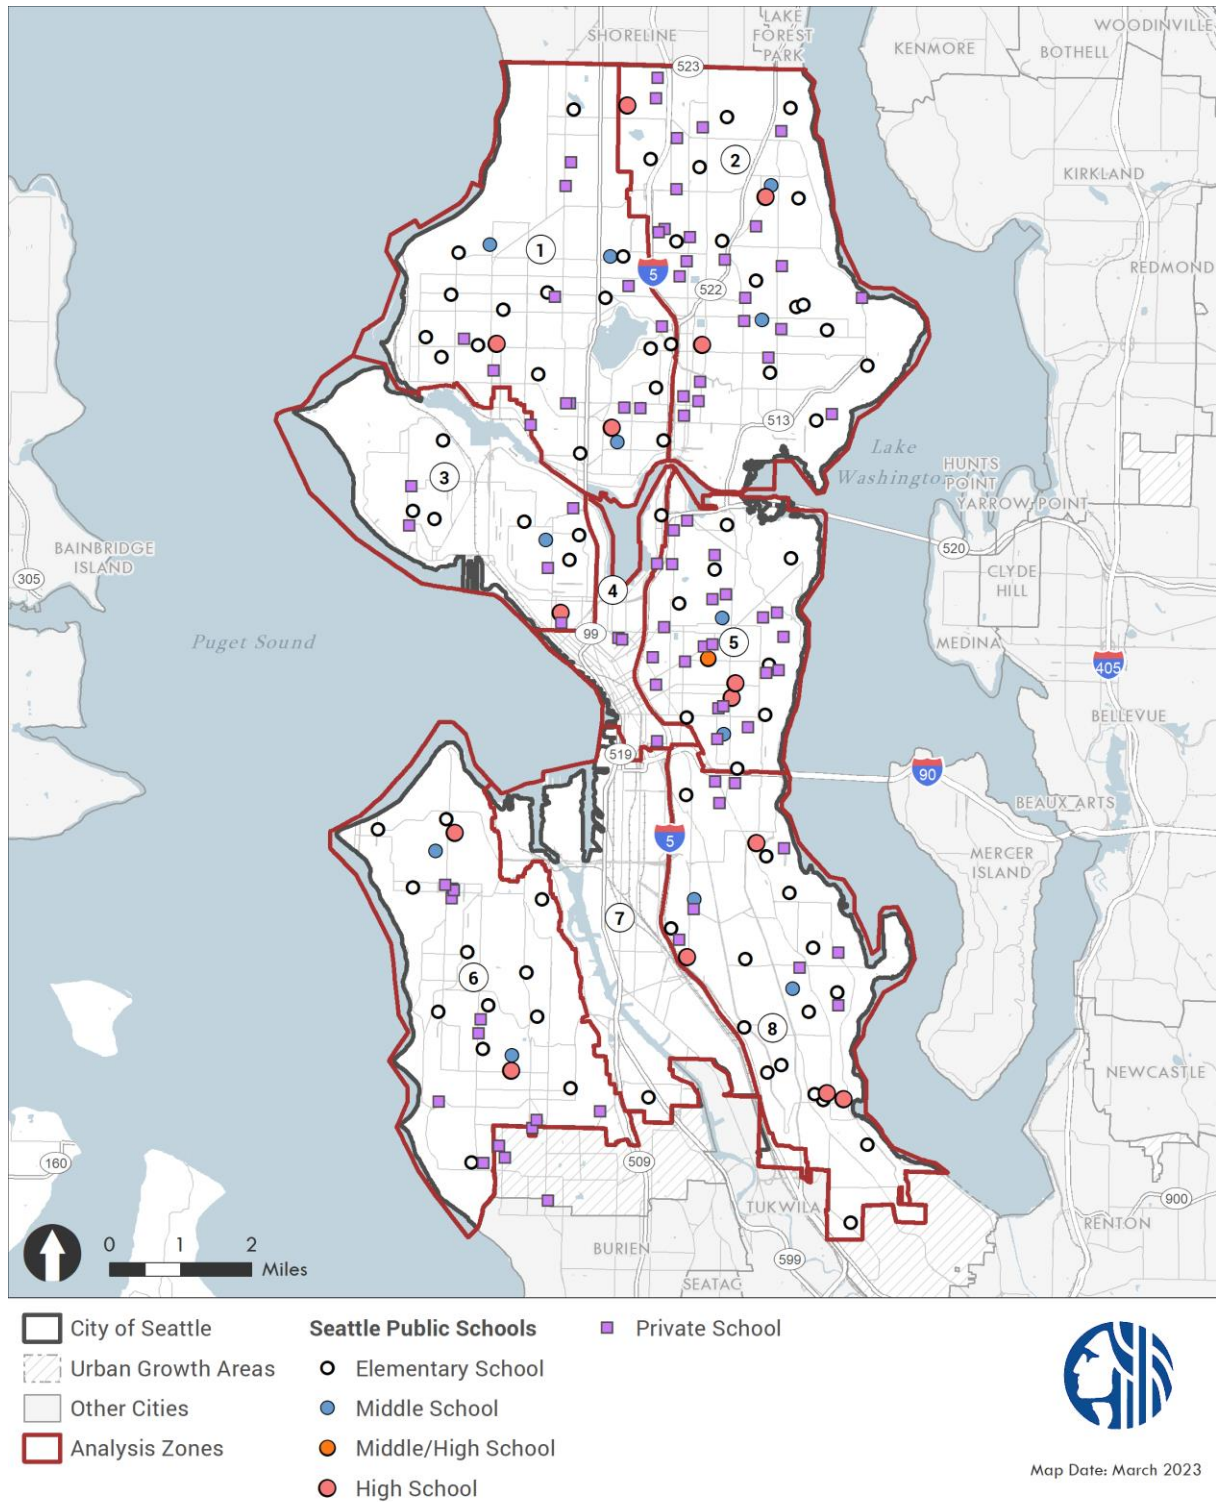 SHORELINE
LAKE
FOREST
PARK
KENMORE
BOTHELL
WOODINVILLE
523
2
KIRKLAND
1
5
522
REDMOND
513
Lake
Washington
HUNTS
POINT
YARROW POINT
3
520
BAINBRIDGE
ISLAND
305
CLYDE
HILL
4
99
5
MEDINA
Puget Sound
405
BELLEVUE
519
90
BEAUX ARTS
5
MERCER
ISLAND
7
6
8
NEWCASTLE
160
509
TUKWILA
900
RENTON
BURIEN
599
SEATAC
0 1 2
Miles
City of Seattle
Urban Growth Areas
Other Cities
Analysis Zones
Seattle Public Schools
Elementary School
Middle School
Middle/High School
High School
Private School
Map Date: March 2023